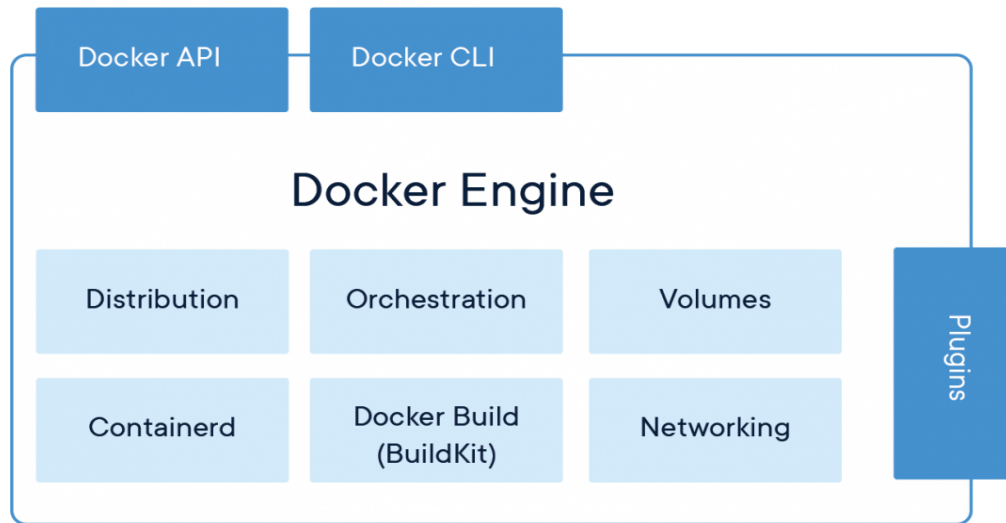 Docker API
Docker CLI
Docker Engine
Distribution
Orchestration
Volumes
Plugins
Containerd
Docker Build
(BuildKit)
Networking